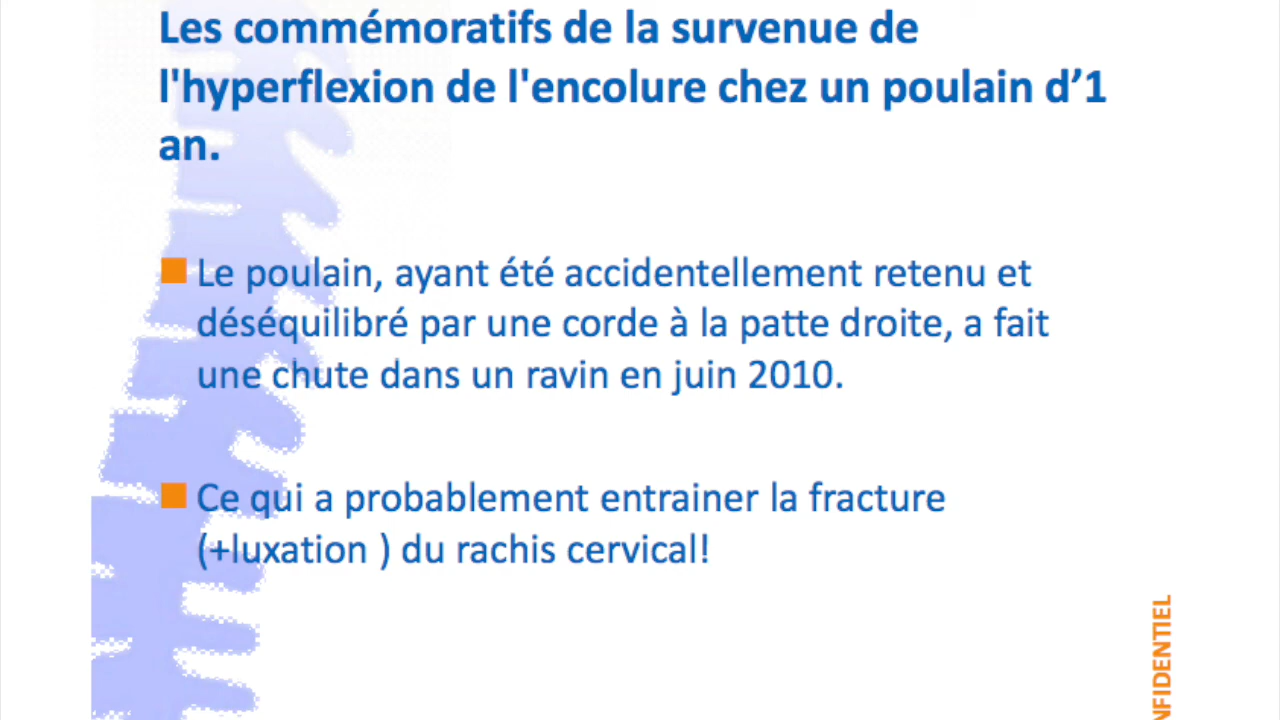 Les commémoratifs de la survenue de
l'hyperflexion de l'encolure chez un poulain d’1
an.
Le poulain, ayant été accidentellement retenu et
déséquilibré par une corde à la patte droite, a fait
une chute dans un ravin en juin 2010.
Ce qui a probablement entrainer la fracture
(+luxation ) du rachis cervical!
NFIDENTIEL